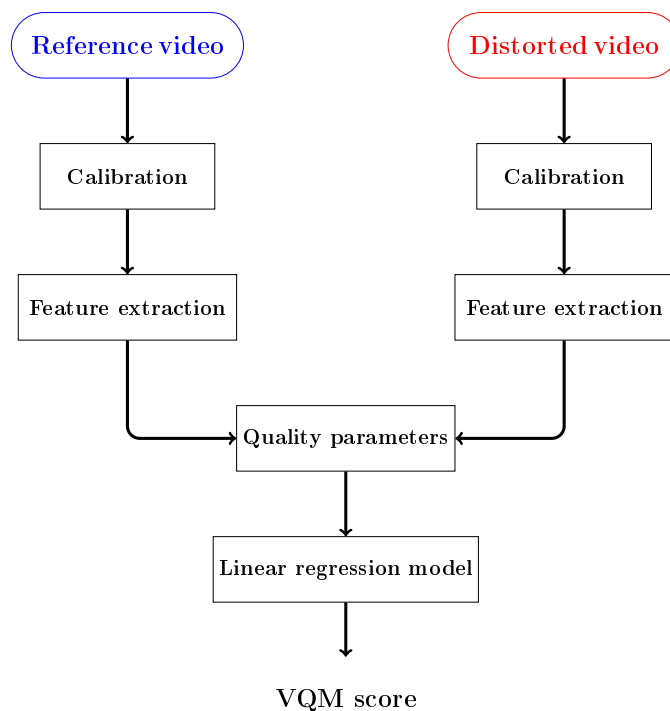 Reference video
Distorted video
Calibration
Calibration
Feature extraction
Feature extraction
Quality parameters
Linear regression model
VQM score